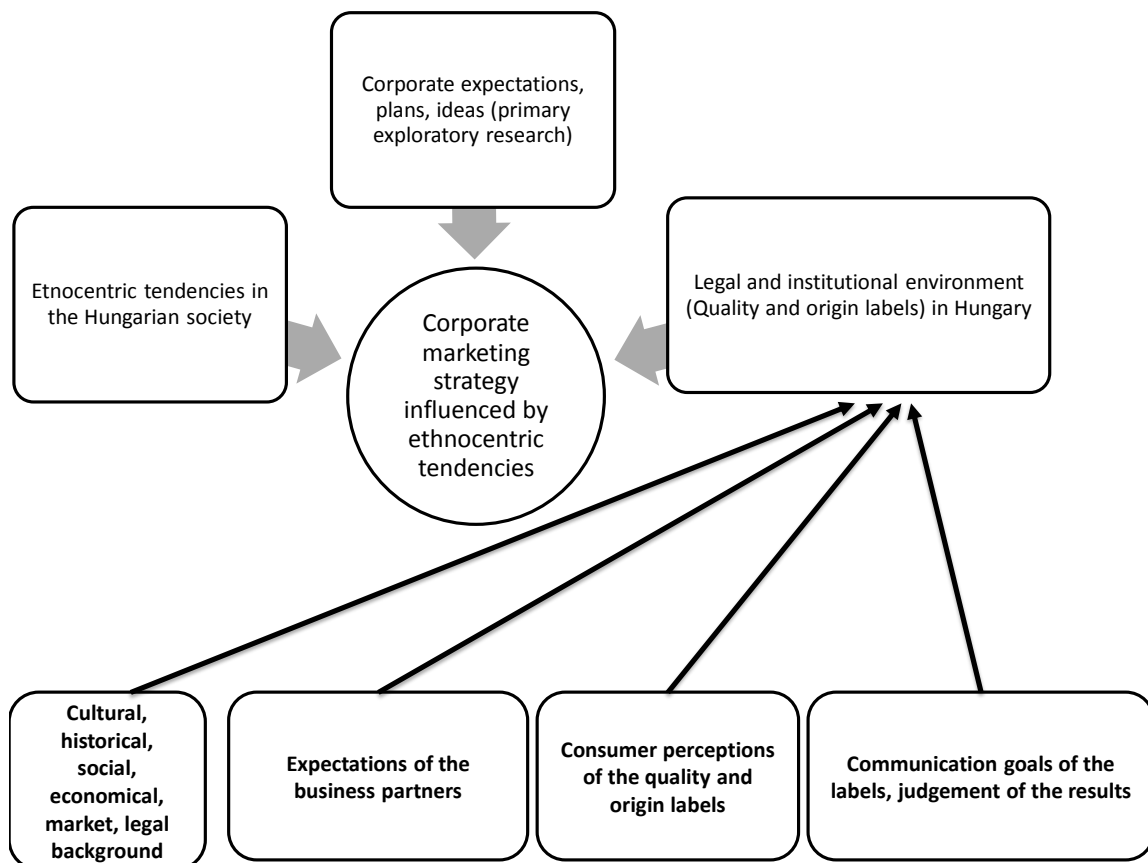 Corporate expectations,
plans, ideas (primary
exploratory research)
Etnocentric tendencies in
the Hungarian society
Legal and institutional environment
(Quality and origin labels) in Hungary
Corporate
marketing
strategy
influenced by
ethnocentric
tendencies
Cultural,
historical,
social,
economical,
market, legal
background
Expectations of the
business partners
Consumer perceptions
of the quality and
origin labels
Communication goals of the
labels, judgement of the results